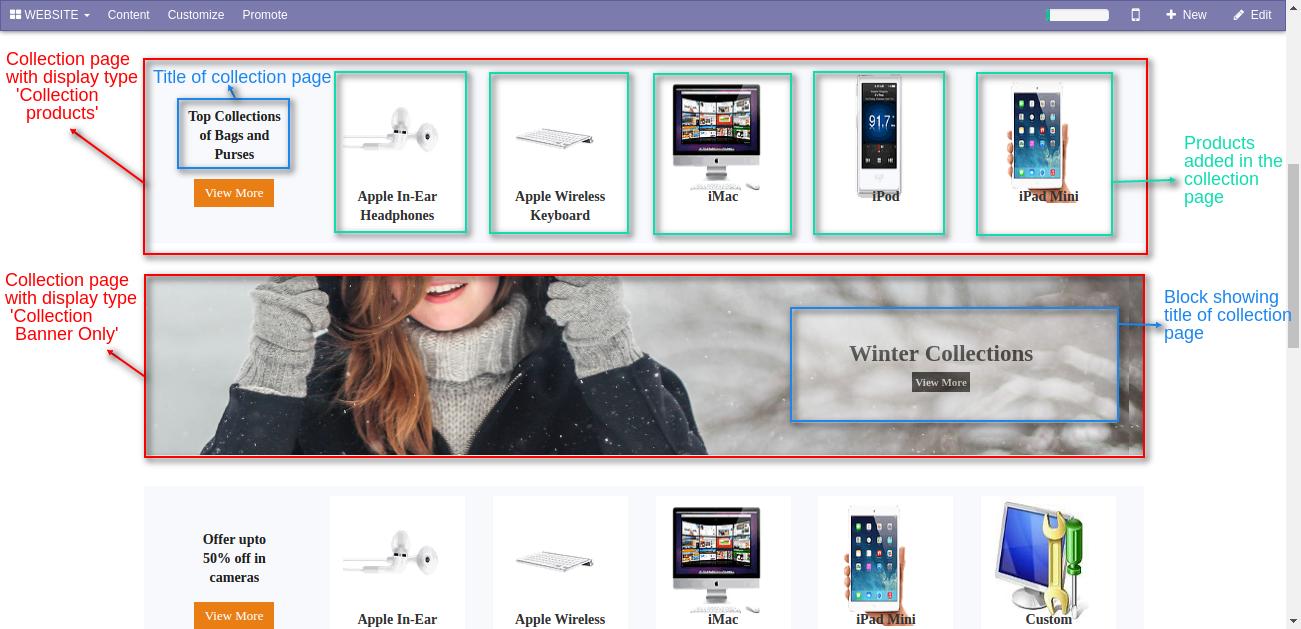 WEBSITE Content Customize Promote New Edit
Collection page
with display type
'Collection
products'
Title of collection page
Top Collections
of Bags and
Purses
View More
Apple In-Ear
Headphones
Apple Wireless
Keyboard
iMac
iPod
iPad Mini
91.7
Products
added in the
collection
page
Collection page
with display type
'Collection
Banner Only'
Winter Collections
View More
Block showing
title of collection
page
Offer upto
50% off in
cameras
View More
Apple In-Ear
Apple Wireless
iMac
iPad Mini
Custom